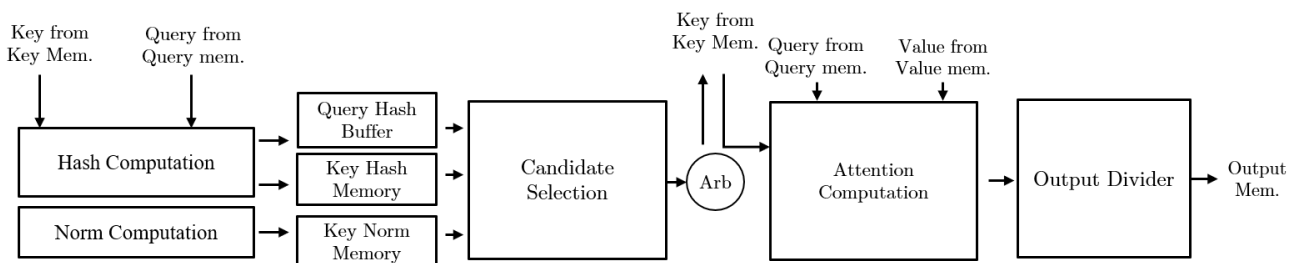 Key from
Key Mem.
Query from
Query mem.
Hash Computation
Norm Computation
Query Hash
Buffer
Key Hash
Memory
Key Norm
Memory
Candidate
Selection
Arb
Key from
Key Mem.
Query from
Query mem.
Value from
Value mem.
Attention
Computation
Output Divider
Output
Mem.